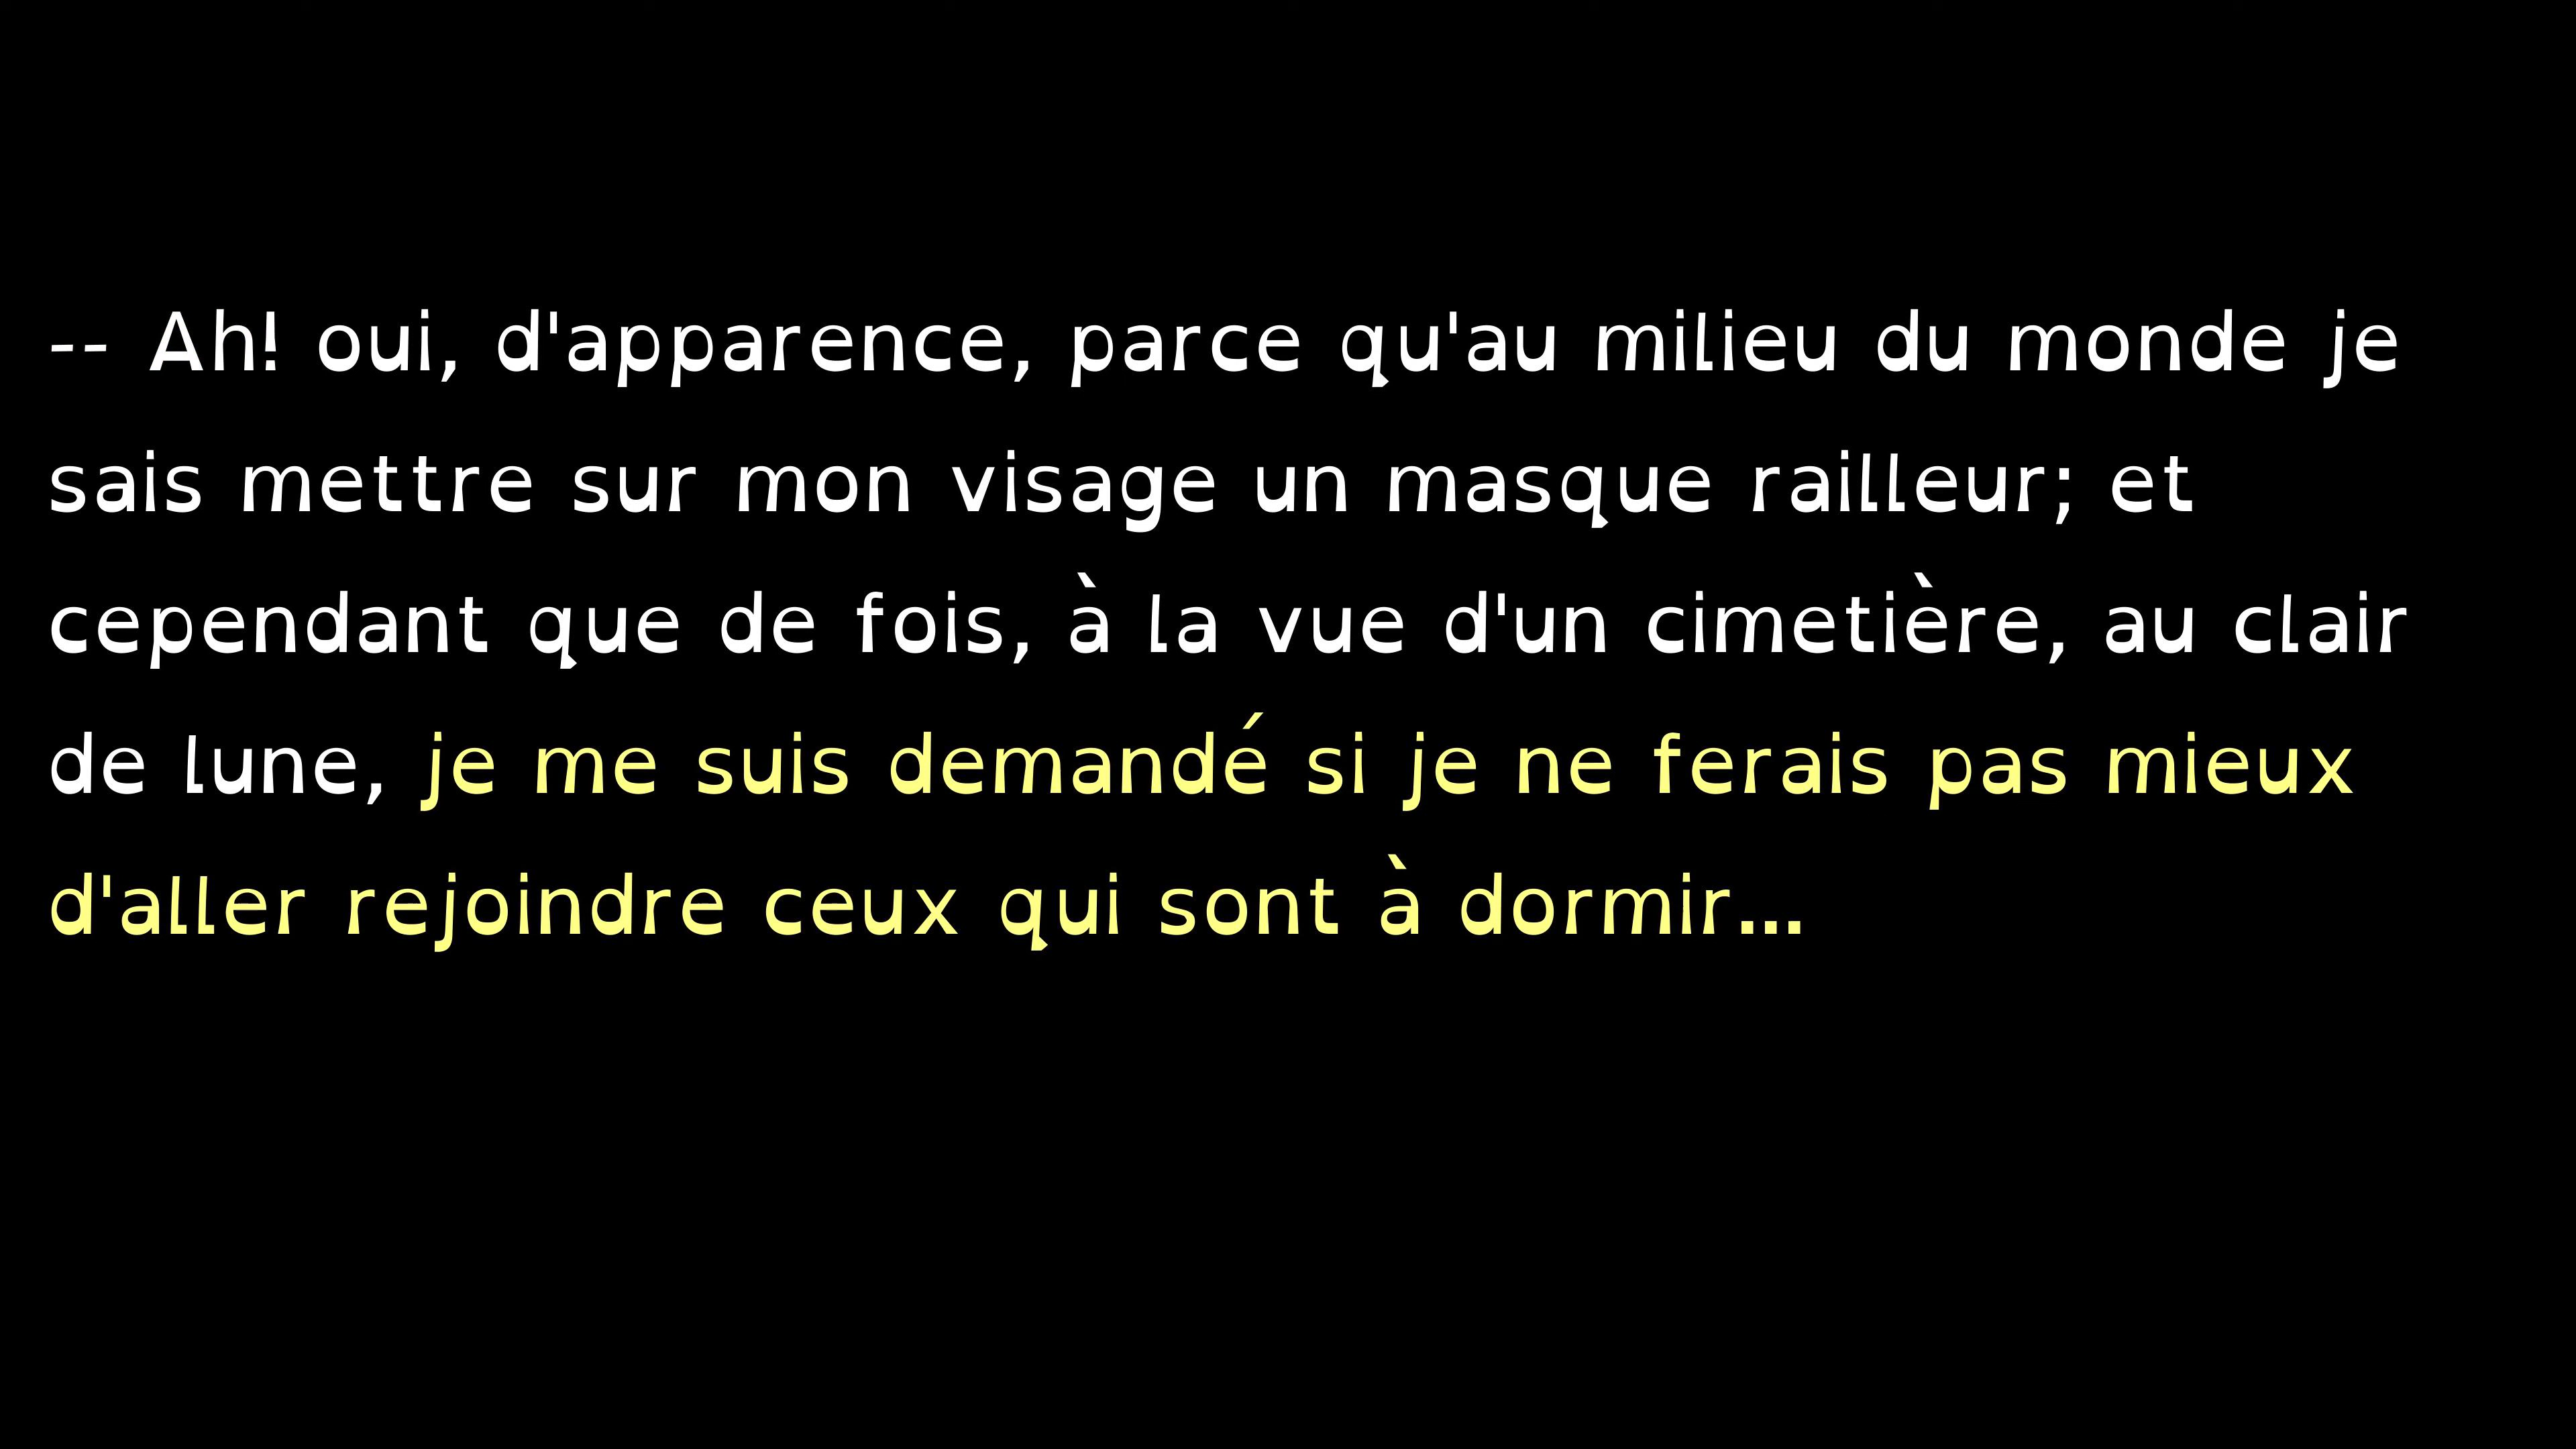 -- Ah! oui, d'apparence, parce qu'au milieu du monde je
sais mettre sur mon visage un masque railleur; et
cependant que de fois, à la vue d'un cimetière, au clair
de lune, je me suis demandé si je ne ferais pas mieux
d'aller rejoindre ceux qui sont à dormir...